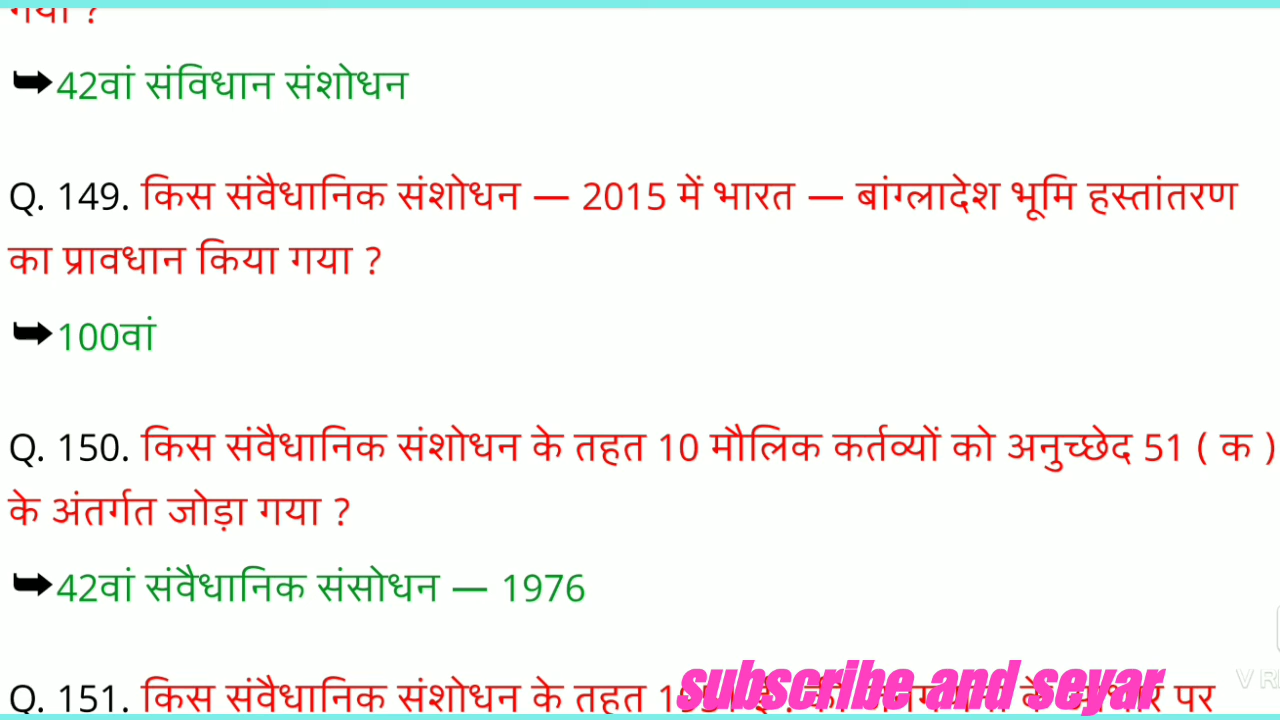 गया ?
➥42वां संविधान संशोधन
Q. 149. किस संवैधानिक संशोधन — 2015 में भारत — बांग्लादेश भूमि हस्तांतरण
का प्रावधान किया गया ?
➥100वां
Q. 150. किस संवैधानिक संशोधन के तहत 10 मौलिक कर्तव्यों को अनुच्छेद 51 ( क )
के अंतर्गत जोड़ा गया ?
➥42वां संवैधानिक संसोधन — 1976
Q. 151. किस संवैधानिक संशोधन के तहत पर
subscribe and seyar